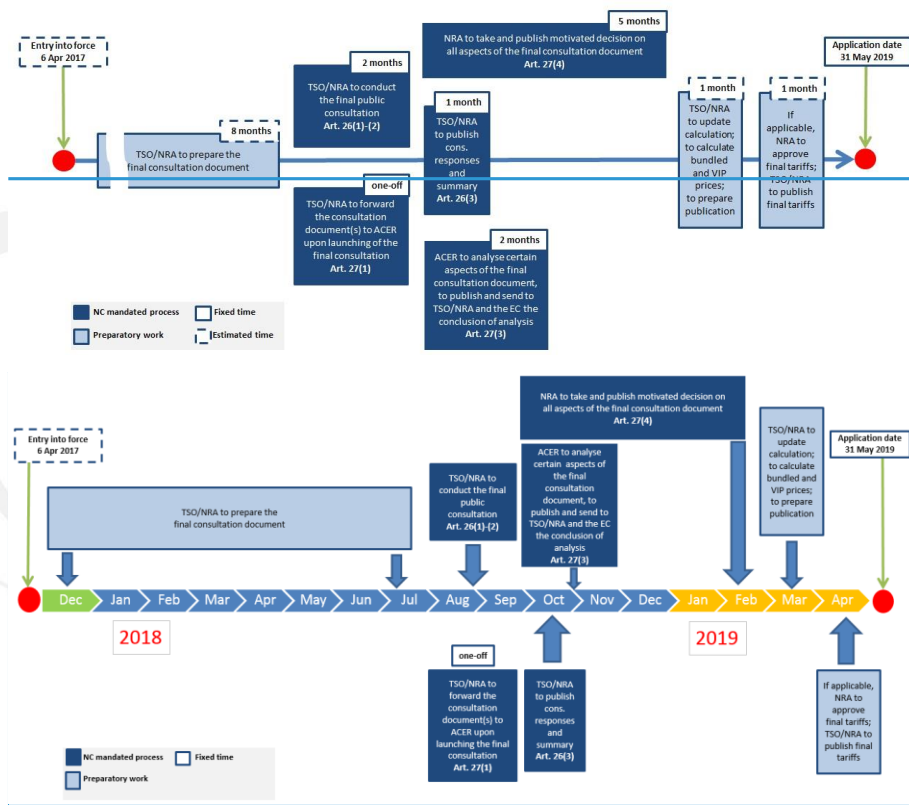 5 months
NRA to take and publish motivated decision on
all aspects of the final consultation document
Art. 27(4)
Entry into force
6 Apr 2017
Application date
31 May 2019
2 months
TSO/NRA to conduct
the final public
consultation
Art. 26(1)-(2)
1 month
TSO/NRA
to publish
cons.
responses
and
summary
Art. 26(3)
1 month
TSO/NRA
to update
calculation;
to calculate
bundled
and VIP
prices;
to prepare
publication
1 month
If
applicable,
NRA to
approve
final tariffs;
TSO/NRA
to publish
final tariffs
8 months
TSO/NRA to prepare the
final consultation document
one-off
TSO/NRA to forward
the consultation
document(s) to ACER
upon launching of the
final consultation
Art. 27(1)
2 months
ACER to analyse certain
aspects of the final
consultation document,
to publish and send to
TSO/NRA and the EC the
conclusion of analysis
Art. 27(3)
NC mandated process
Fixed time
Preparatory work
Estimated time
NRA to take and publish motivated decision on
all aspects of the final consultation document
Art. 27(4)
Entry into force
6 Apr 2017
TSO/NRA to prepare the
final consultation document
TSO/NRA to
conduct the final
public
consultation
Art. 26(1)-(2)
ACER to analyse
certain aspects of
the final
consultation
document, to
publish and send to
TSO/NRA and the EC
the conclusion of
analysis
Art. 27(3)
TSO/NRA to
update
calculation;
to calculate
bundled and
VIP prices;
to prepare
publication
Application date
31 May 2019
Dec Jan Feb Mar Apr May Jun Jul Aug Sep Oct Nov Dec Jan Feb Mar Apr
2018
2019
one-off
TSO/NRA to
forward the
consultation
document(s) to
ACER upon
launching the final
consultation
Art. 27(1)
TSO/NRA
to publish
cons.
responses
and
summary
Art. 26(3)
If applicable,
NRA to
approve
final tariffs;
TSO/NRA to
publish final
tariffs
NC mandated process
Fixed time
Preparatory work